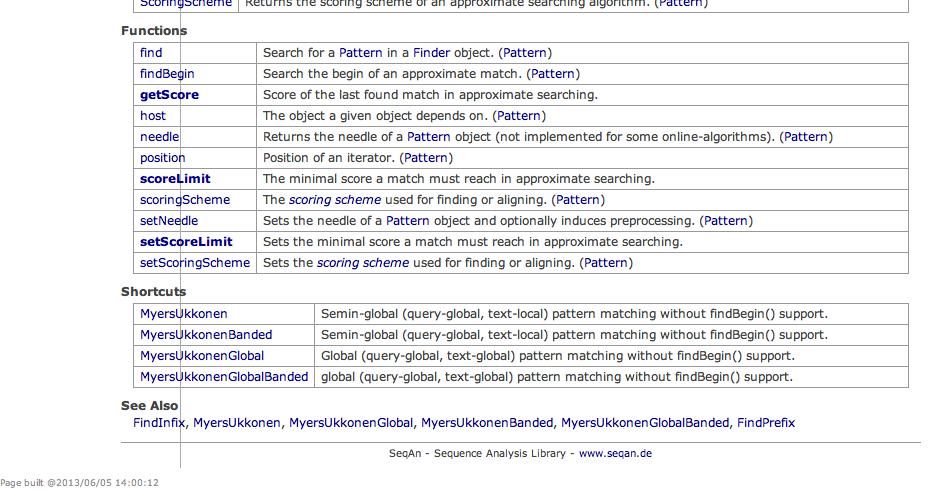 ScoringScheme Returns the scoring scheme of an approximate searching algorithm. (Pattern)
Functions
find Search for a Pattern in a Finder object. (Pattern)
findBegin Search the begin of an approximate match. (Pattern)
getScore Score of the last found match in approximate searching.
host The object a given object depends on. (Pattern)
needle Returns the needle of a Pattern object (not implemented for some online-algorithms). (Pattern)
position Position of an iterator. (Pattern)
scoreLimit The minimal score a match must reach in approximate searching.
scoringScheme The scoring scheme used for finding or aligning. (Pattern)
setNeedle Sets the needle of a Pattern object and optionally induces preprocessing. (Pattern)
setScoreLimit Sets the minimal score a match must reach in approximate searching.
setScoringScheme Sets the scoring scheme used for finding or aligning. (Pattern)
Shortcuts
MyersUkkonen Semin-global (query-global, text-local) pattern matching without findBegin() support.
MyersUkkonenBanded Semin-global (query-global, text-local) pattern matching without findBegin() support.
MyersUkkonenGlobal Global (query-global, text-global) pattern matching without findBegin() support.
MyersUkkonenGlobalBanded global (query-global, text-global) pattern matching without findBegin() support.
See Also
FindInfix, MyersUkkonen, MyersUkkonenGlobal, MyersUkkonenBanded, MyersUkkonenGlobalBanded, FindPrefix
SeqAn - Sequence Analysis Library - www.seqan.de
Page built @2013/06/05 14:00:12